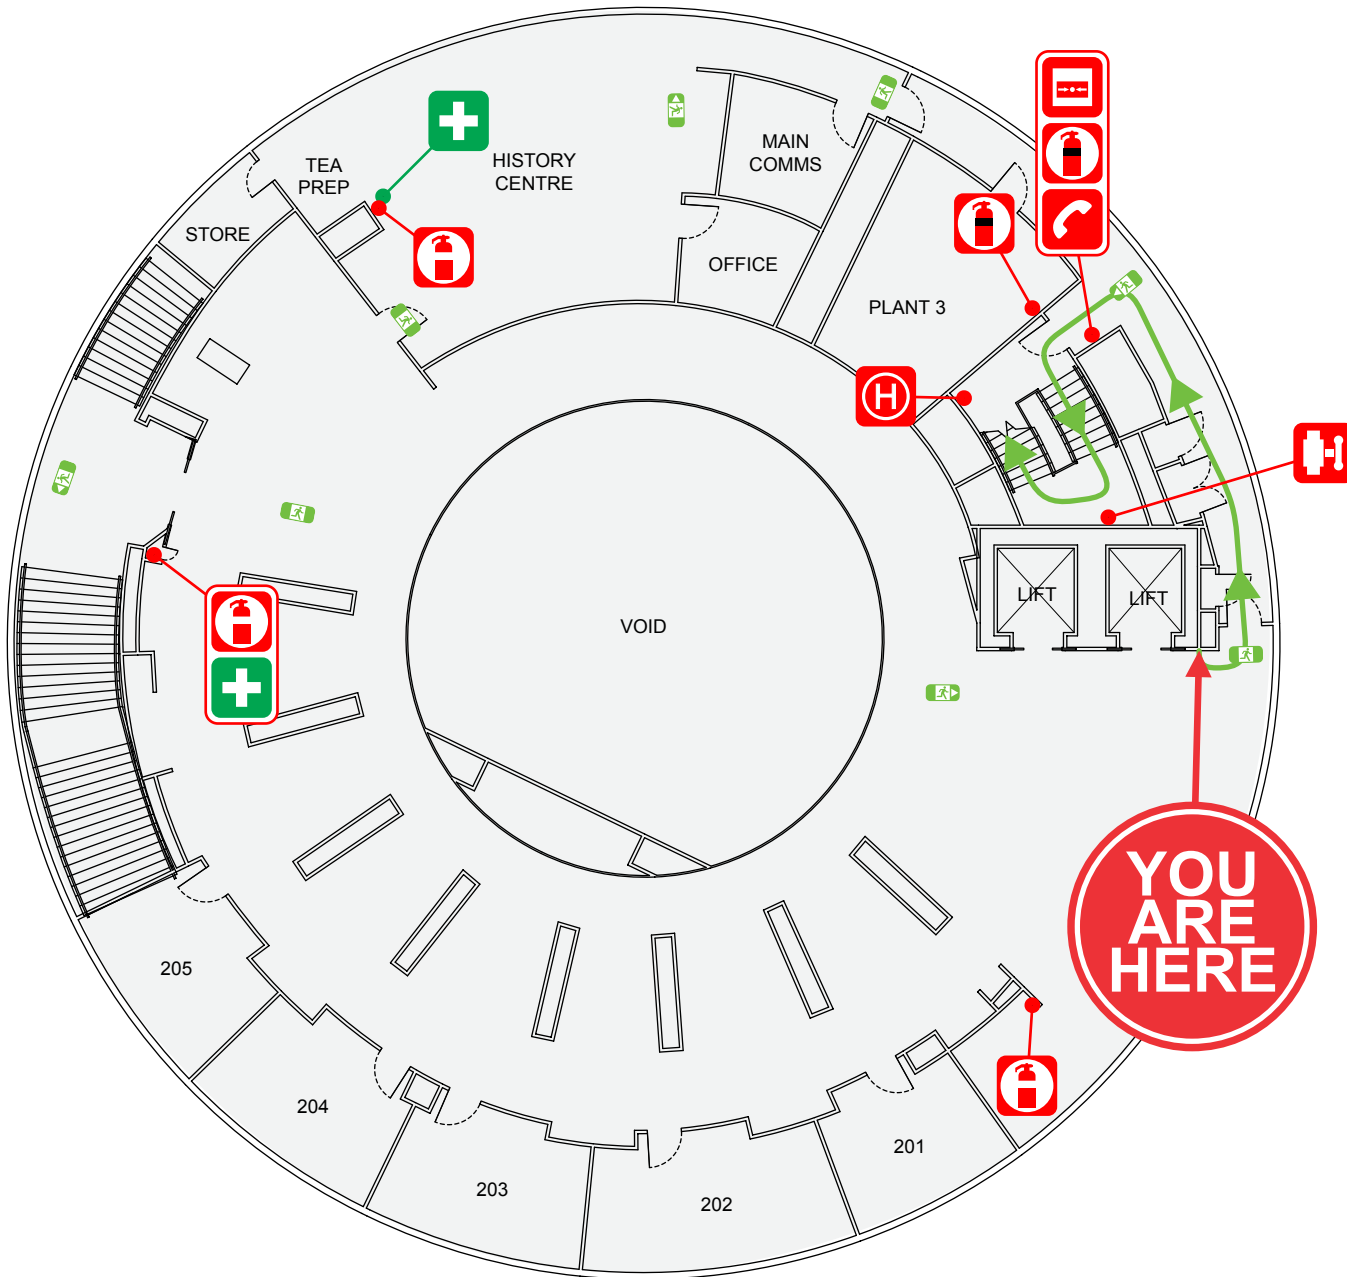 TEA
PREP
HISTORY
CENTRE
MAIN
COMMS
STORE
OFFICE
PLANT 3
H
LIFT
LIFT
VOID
YOU
ARE
HERE
205
204
203
202
201